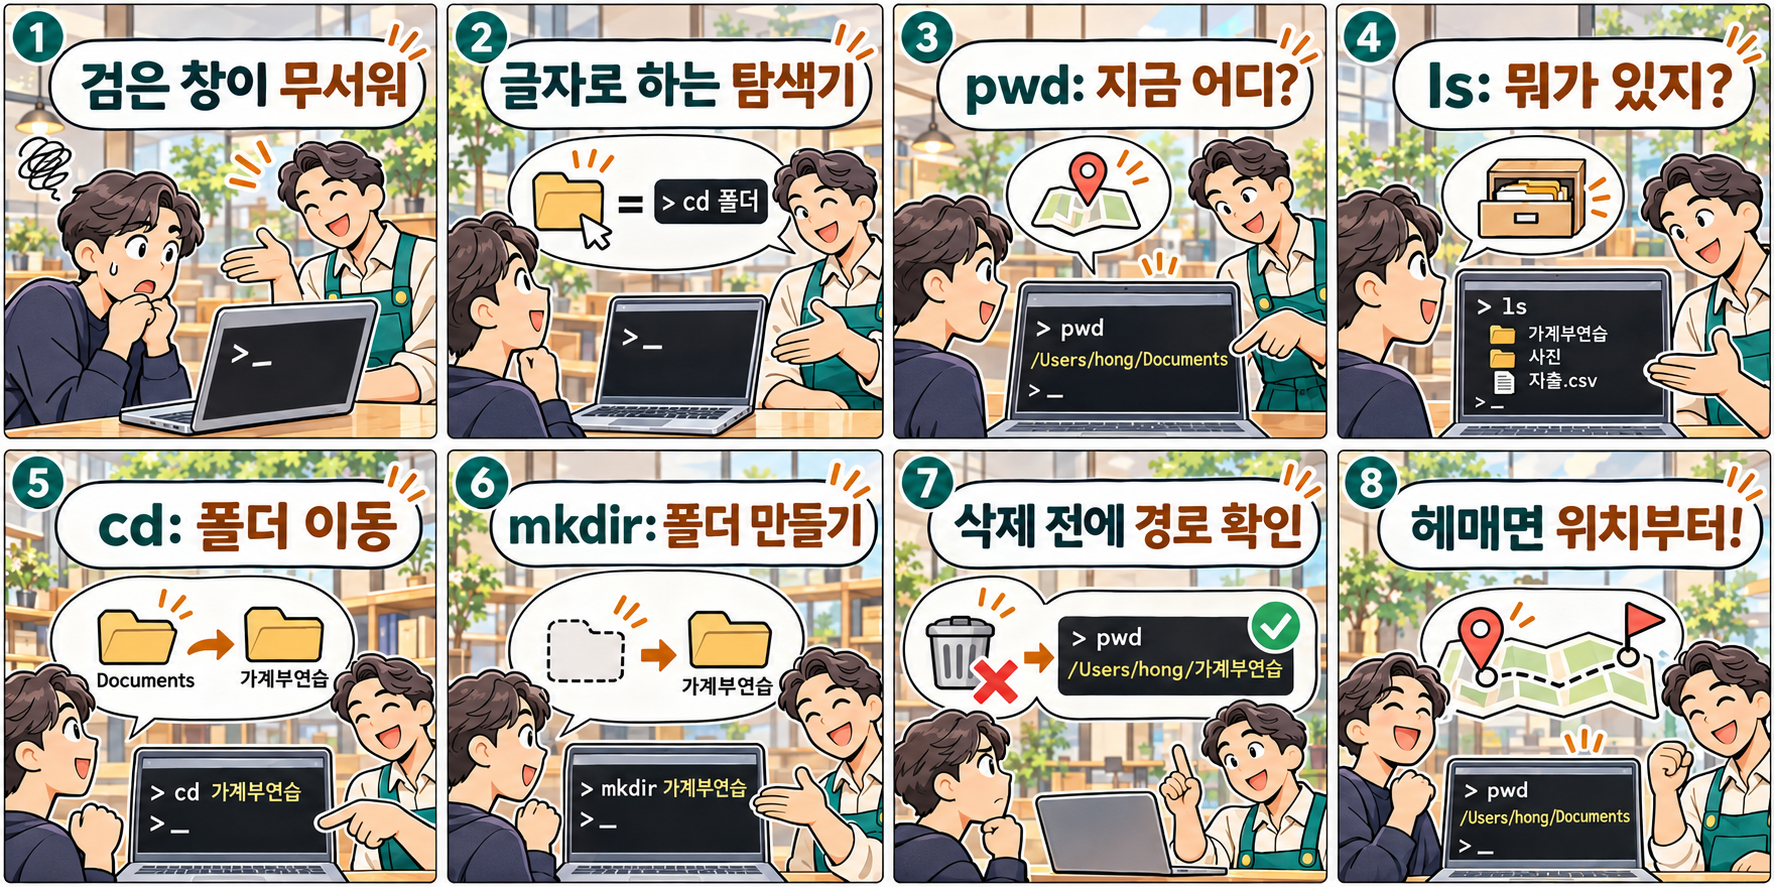 1
검은 창이 무서워
>_
2
글자로 하는 탐색기
= > cd 폴더
>_
3
pwd: 지금 어디?
> pwd
/Users/hong/Documents
>_
4
ls: 뭐가 있지?
> ls
가계부연습
사진
자출.csv
>_
5
cd: 폴더 이동
Documents
가계부연습
> cd 가계부연습
>_
6
mkdir: 폴더 만들기
가계부연습
> mkdir 가계부연습
>_
7
삭제 전에 경로 확인
> pwd
/Users/hong/가계부연습
8
헤매면 위치부터!
> pwd
/Users/hong/Documents
>_